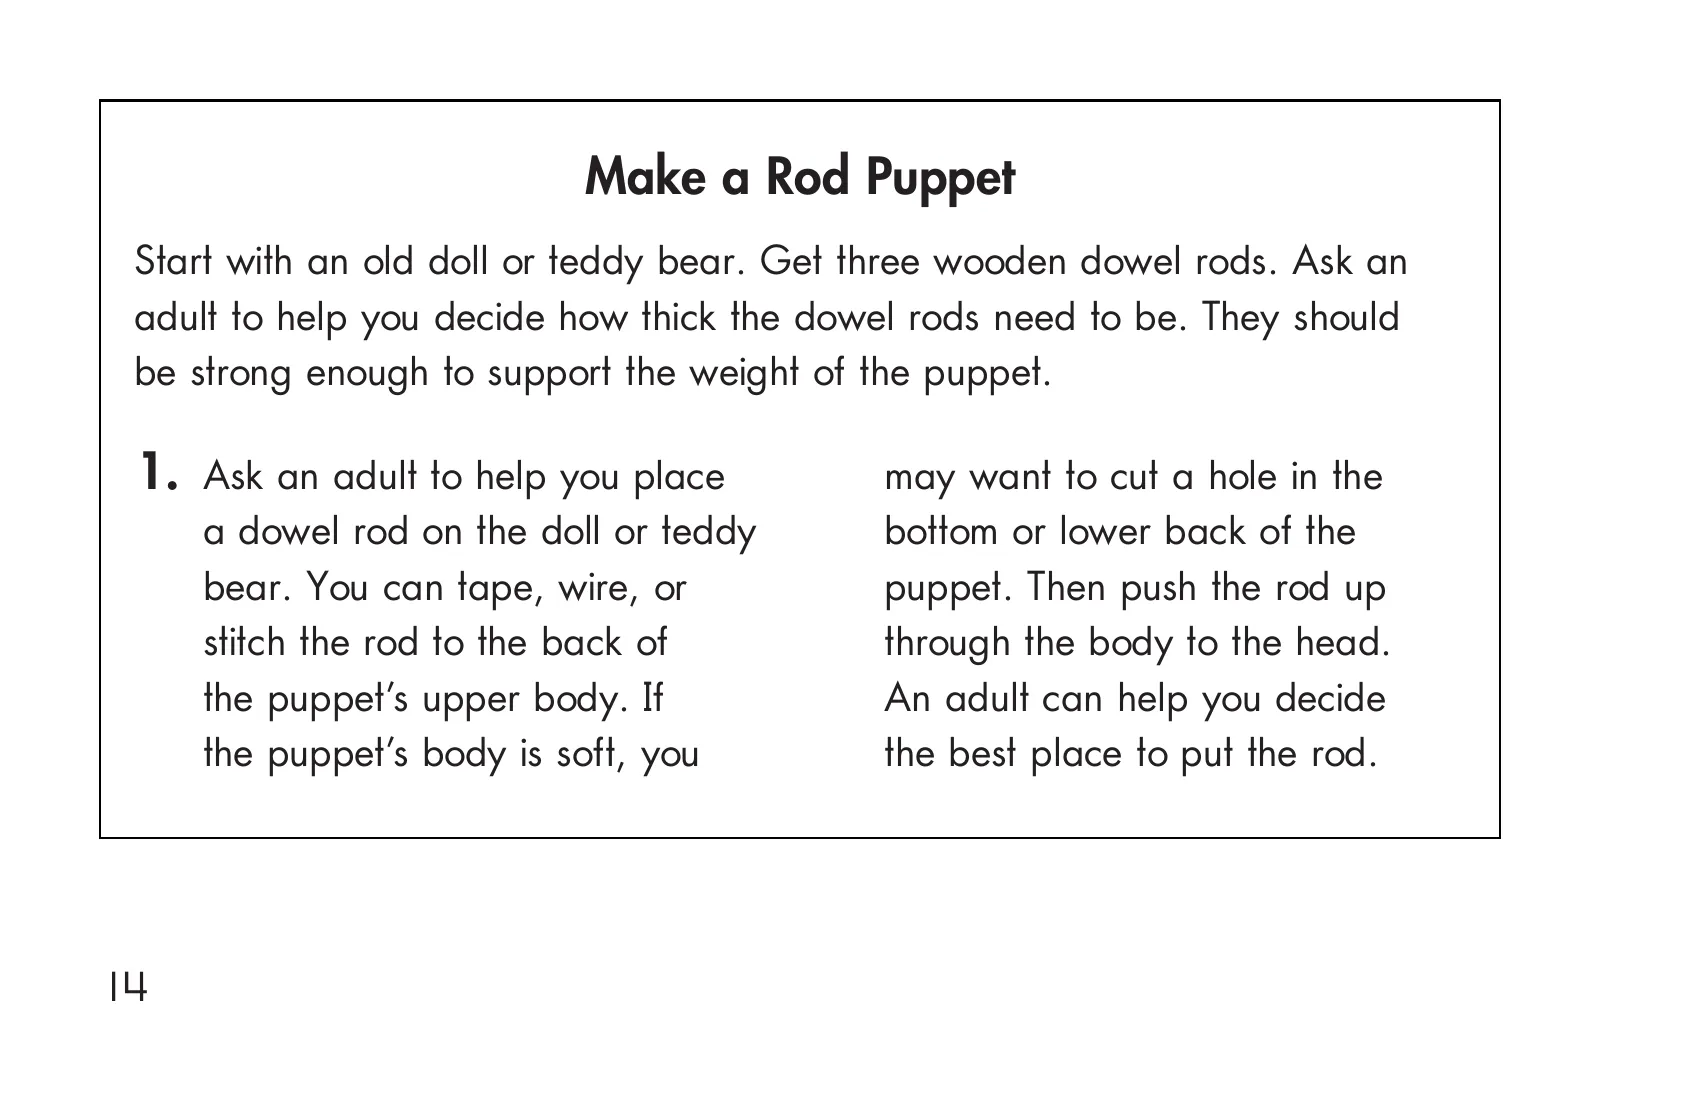 Make a Rod Puppet
Start with an old doll or teddy bear. Get three wooden dowel rods. Ask an
adult to help you decide how thick the dowel rods need to be. They should
be strong enough to support the weight of the puppet.
1. Ask an adult to help you place
a dowel rod on the doll or teddy
bear. You can tape, wire, or
stitch the rod to the back of
the puppet’s upper body. If
the puppet’s body is soft, you
may want to cut a hole in the
bottom or lower back of the
puppet. Then push the rod up
through the body to the head.
An adult can help you decide
the best place to put the rod.
14